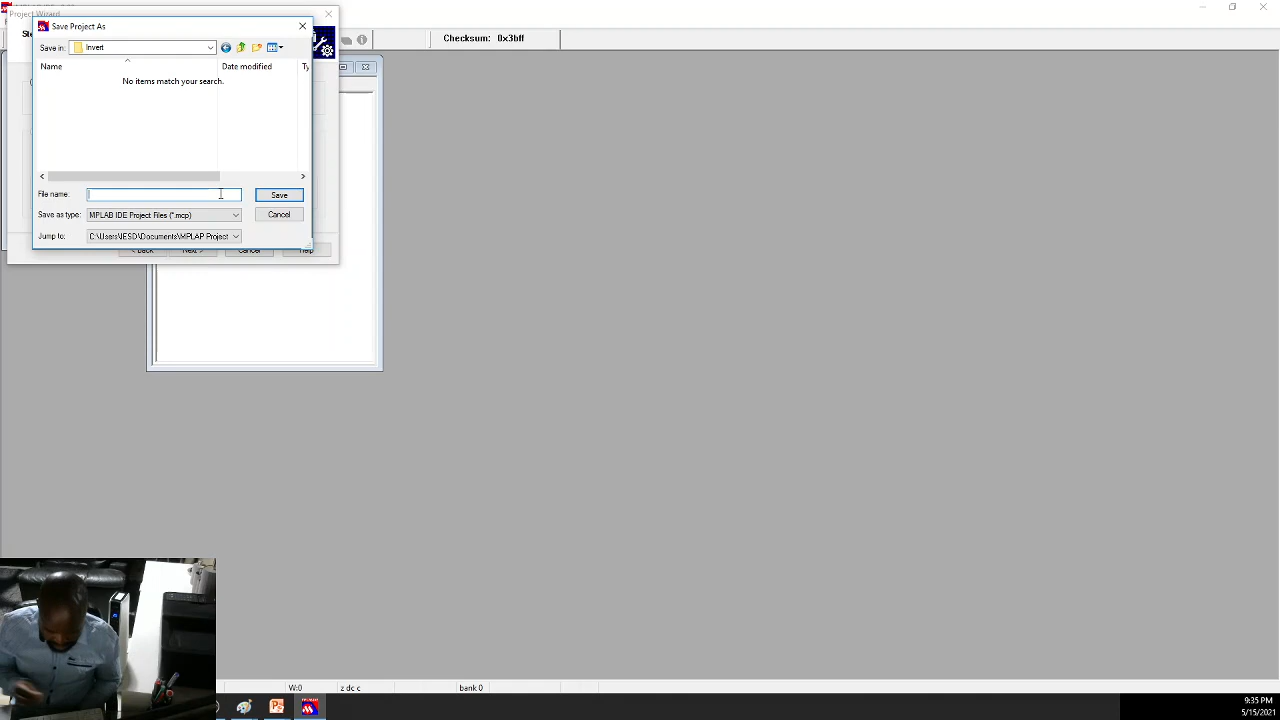 Project Wizard
Save Project As
Checksum: 0x3bff
Save in: Invert
Name Date modified
No items match your search.
File name:
Save
Save as type: MPLAB IDE Project Files (*.mcp)
Cancel
Jump to: C:\Users\IESD\Documents\MPLAP Project
< Back Next > Cancel Help
W:0 z dc c bank 0
9:35 PM
5/15/2021